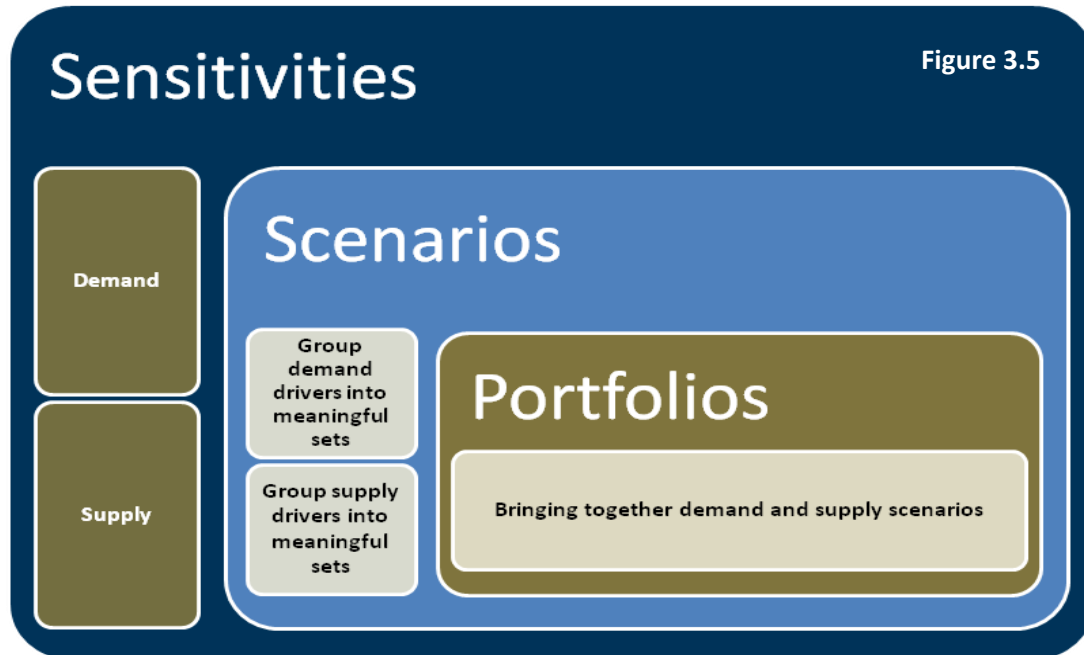 Sensitivities
Figure 3.5
Demand
Supply
Scenarios
Group
demand
drivers into
meaningful
sets
Group supply
drivers into
meaningful
sets
Portfolios
Bringing together demand and supply scenarios